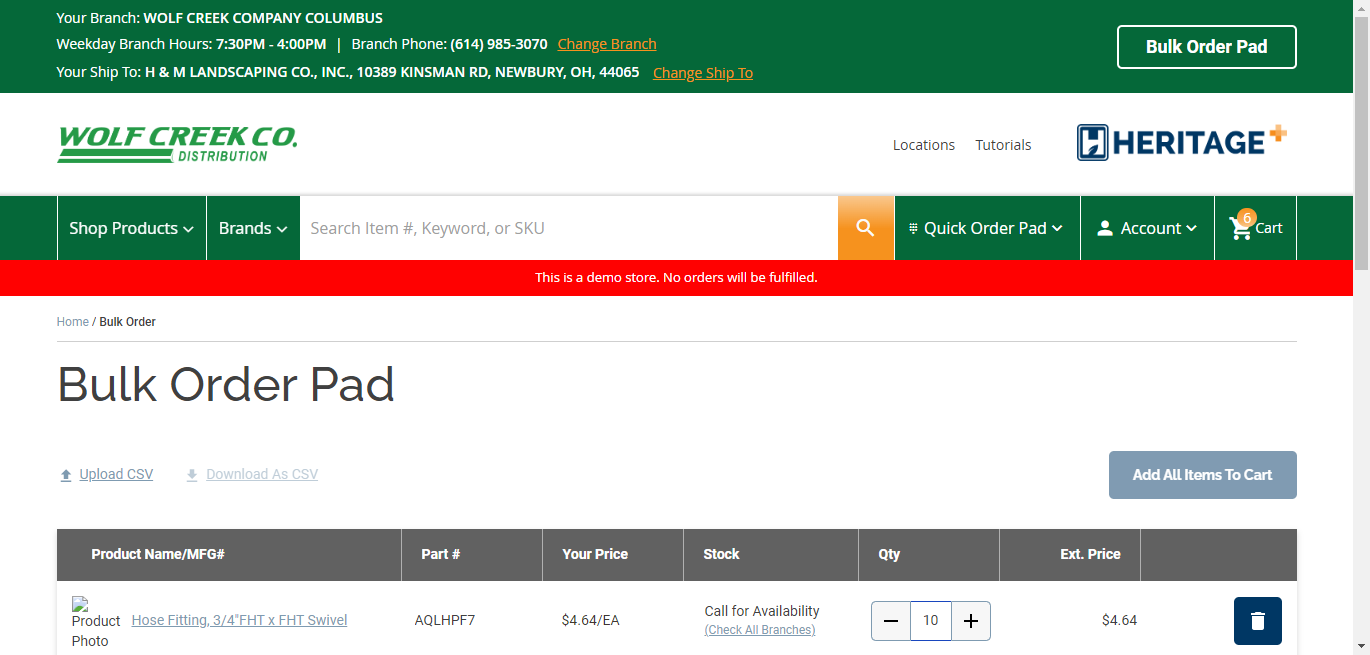 Your Branch: WOLF CREEK COMPANY COLUMBUS
Weekday Branch Hours: 7:30PM - 4:00PM | Branch Phone: (614) 985-3070 Change Branch
Your Ship To: H & M LANDSCAPING CO., INC., 10389 KINSMAN RD, NEWBURY, OH, 44065 Change Ship To
Bulk Order Pad
WOLF CREEK CO.
DISTRIBUTION
Locations Tutorials
HERITAGE+
Shop Products Brands Search Item #, Keyword, or SKU Quick Order Pad Account 6 Cart
This is a demo store. No orders will be fulfilled.
Home / Bulk Order
Bulk Order Pad
Upload CSV Download As CSV Add All Items To Cart
Product Name/MFG# Part # Your Price Stock Qty Ext. Price
Product Photo Hose Fitting, 3/4"FHT x FHT Swivel AQLHPF7 $4.64/EA Call for Availability (Check All Branches) − 10 + $4.64